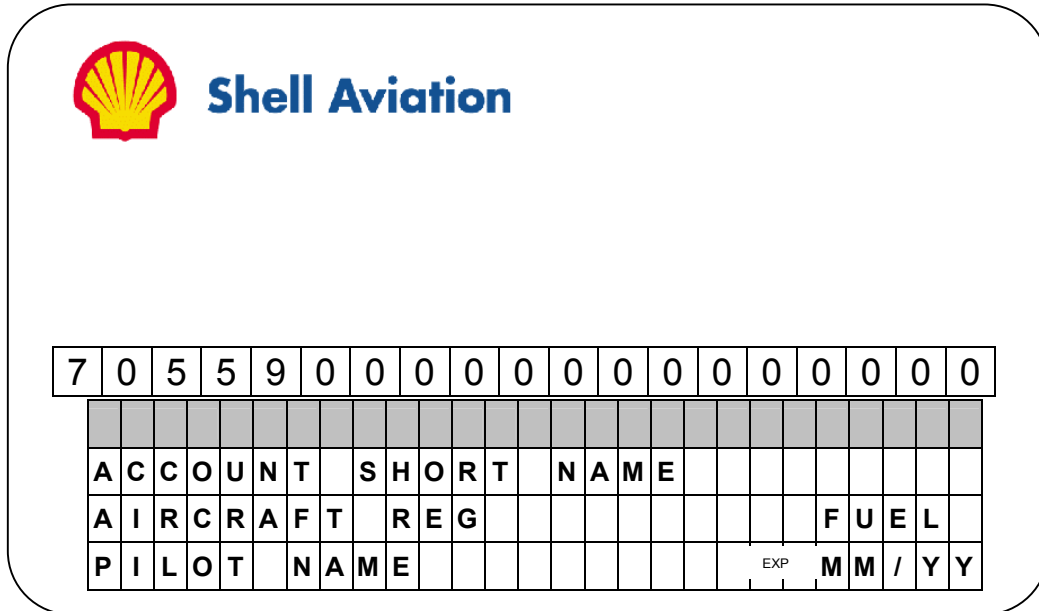 Shell Aviation
7055900000000000000
ACCOUNT SHORT NAME
AIRCRAFT REG FUEL
PILOT NAME EXP MM/YY